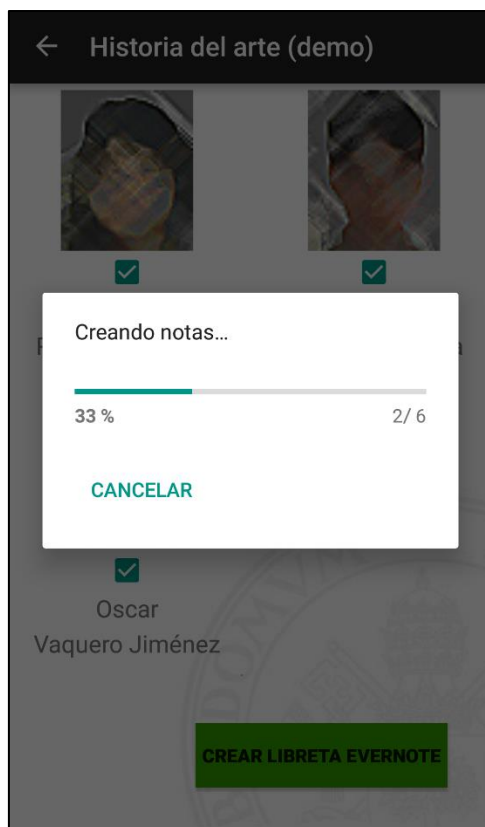 Historia del arte (demo)
Creando notas...
33 %
2/ 6
CANCELAR
Oscar
Vaquero Jiménez
CREAR LIBRETA EVERNOTE